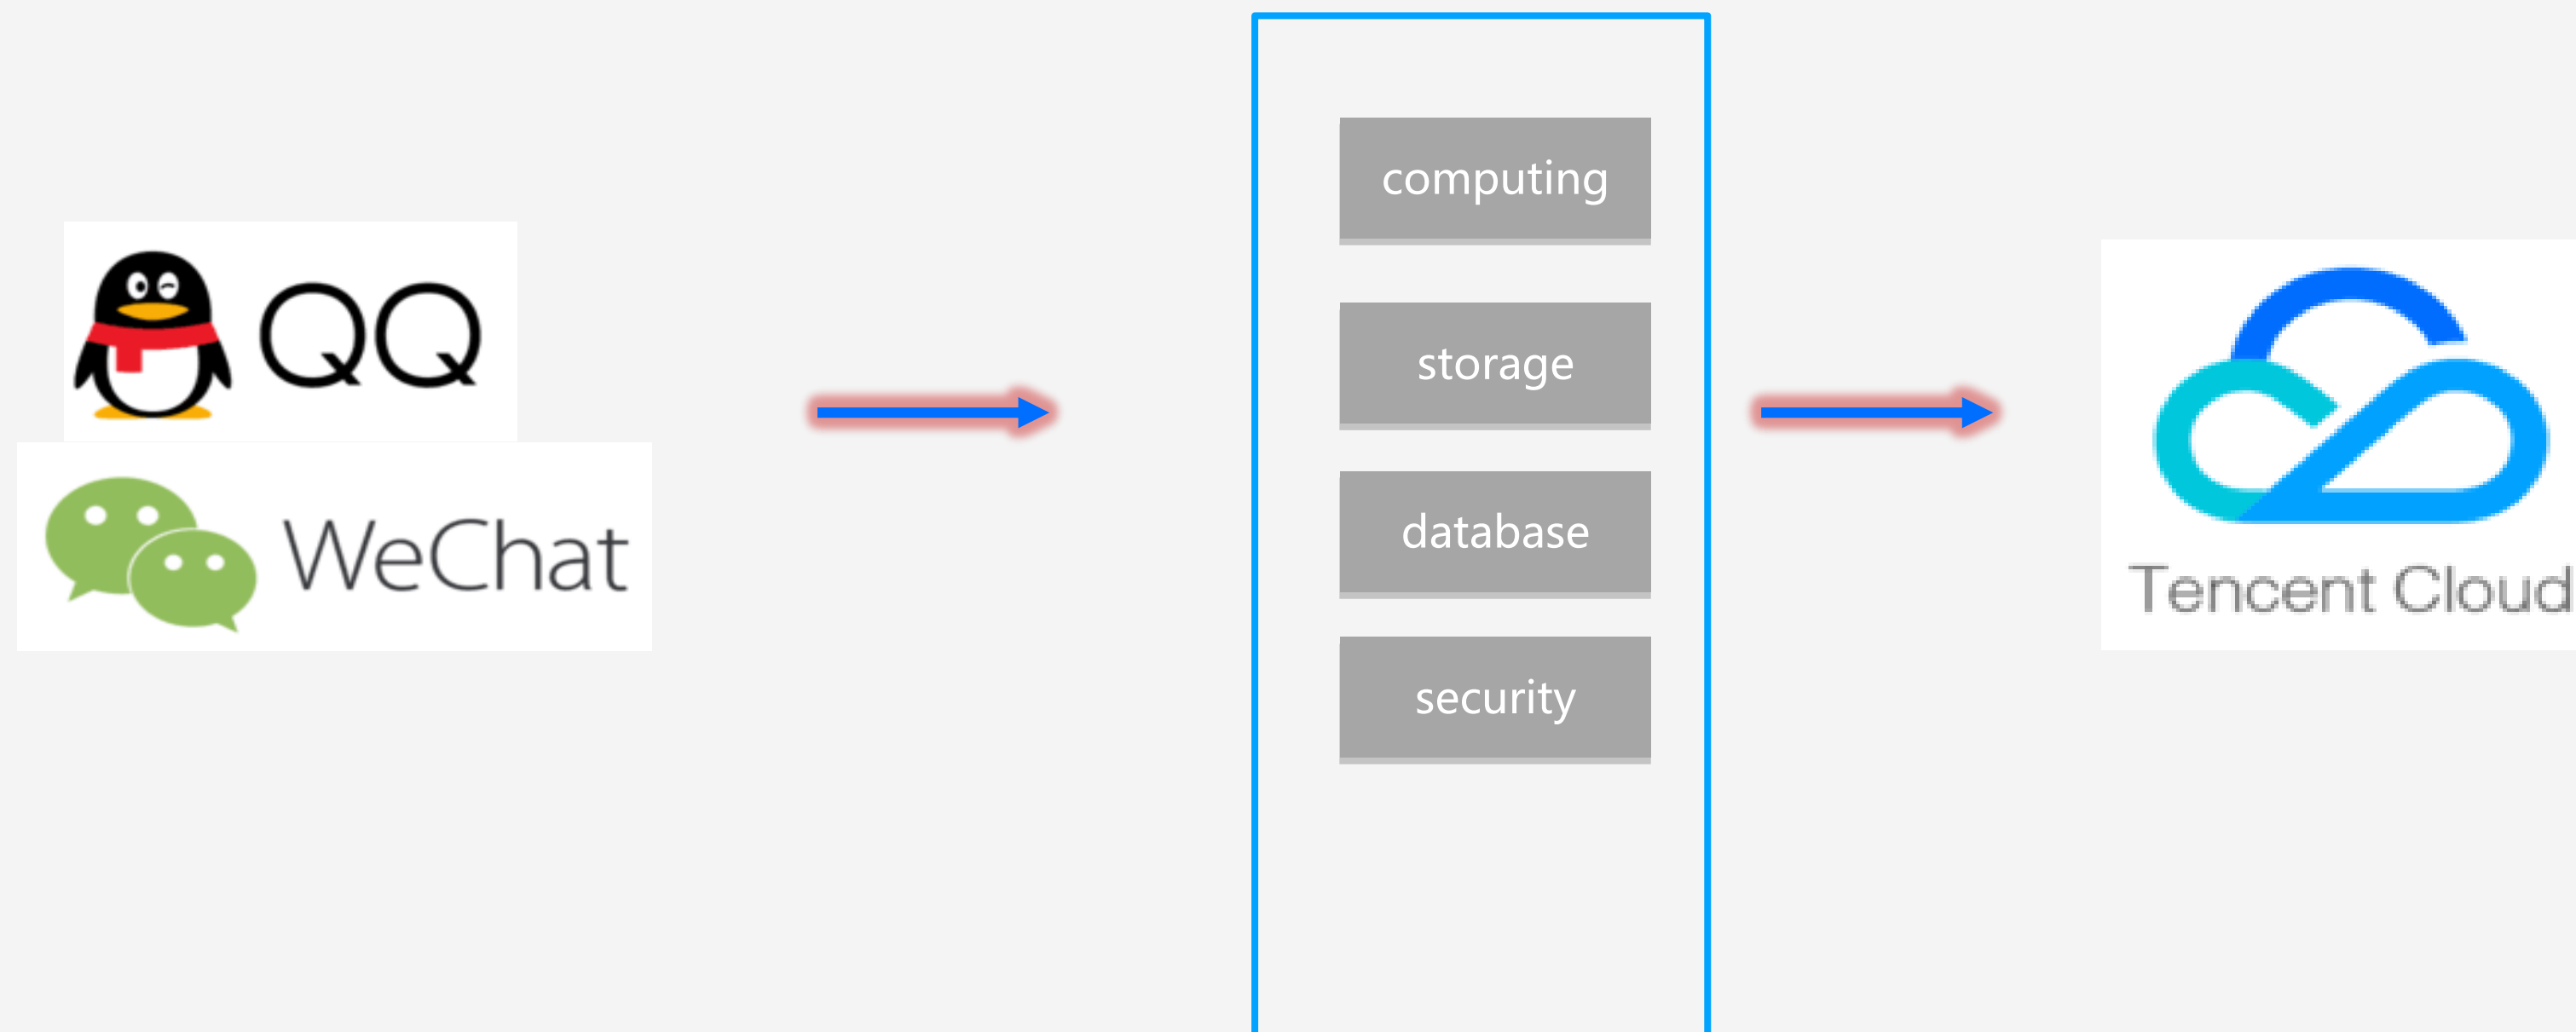 QQ
WeChat
computing
storage
database
security
Tencent Cloud